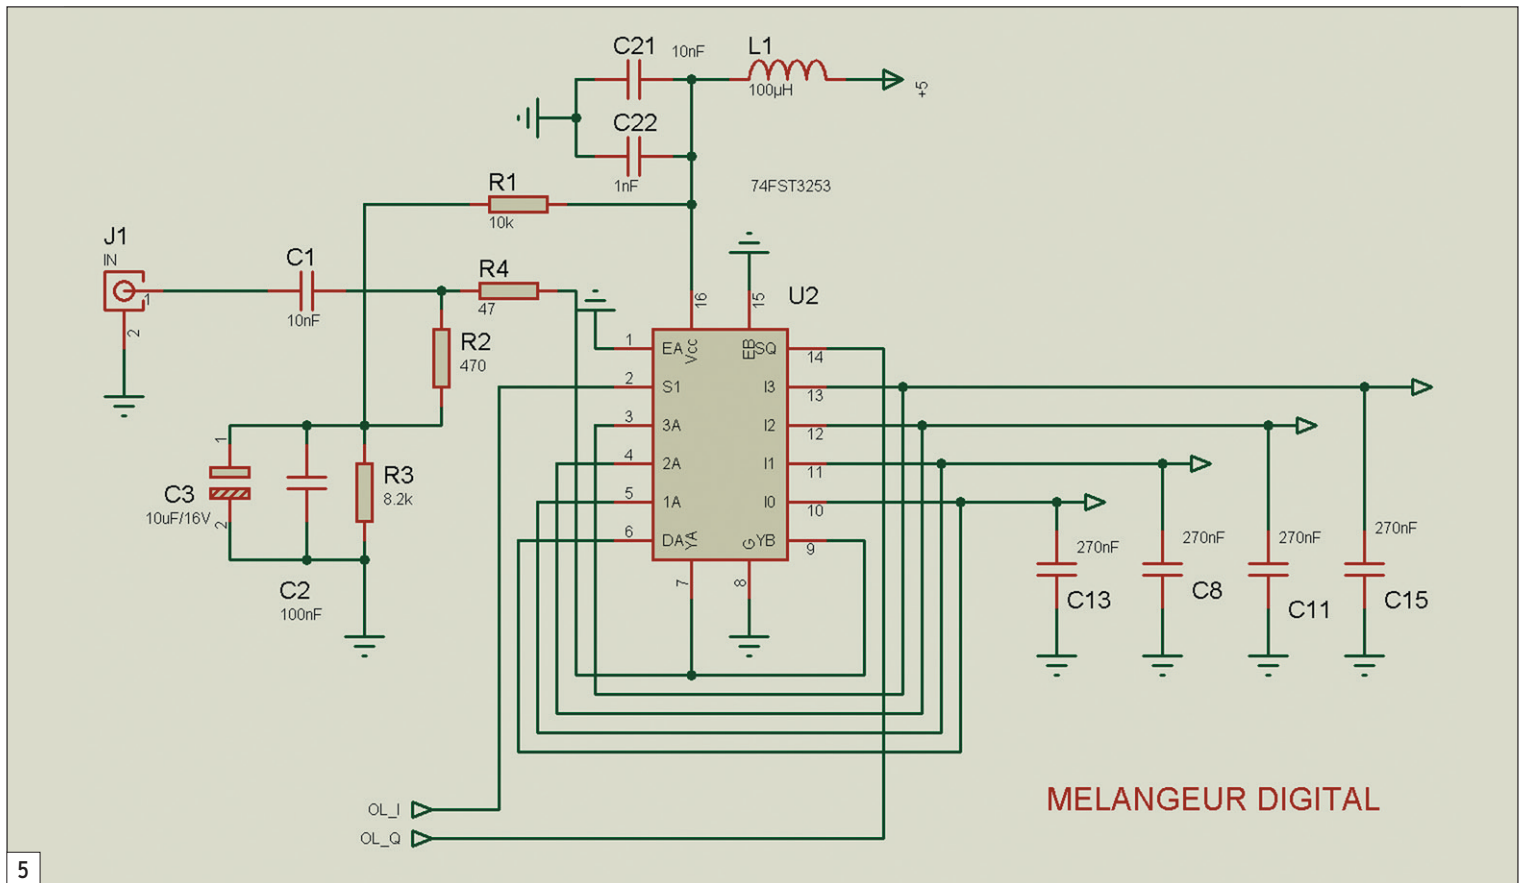 C21 10nF L1
100µH
+5
C22
1nF
74FST3253
R1
10k
J1
IN
1
2
C1
10nF
R4
47
R2
470
16
15
U2
1 EA Vcc EB SQ 14
2 S1 I3 13
3 3A I2 12
4 2A I1 11
5 1A I0 10
6 DA YA G YB 9
7
8
1
C3
10uF/16V
2
R3
8.2k
C2
100nF
270nF
C13
270nF
C8
270nF
C11
270nF
C15
OL_I
OL_Q
MELANGEUR DIGITAL
5